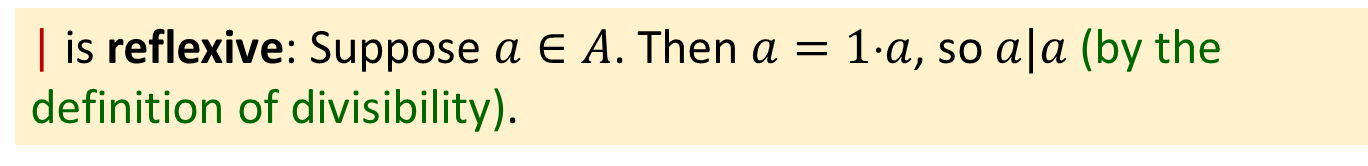 | is reflexive: Suppose 𝑎 ∈ 𝐴. Then 𝑎 = 1·𝑎, so 𝑎|𝑎 (by the
definition of divisibility).